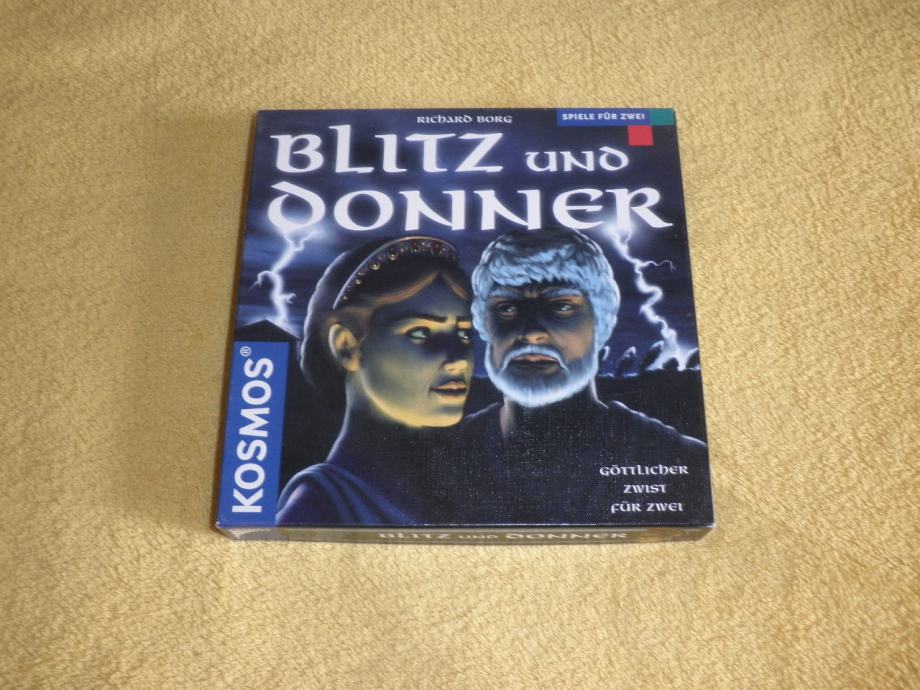 RICHARD BORG
SPIELE FÜR ZWEI
BLITZ UND
DONNER
KOSMOS®
GÖTTLICHER
ZWIST
FÜR ZWEI
BLITZ UND DONNER